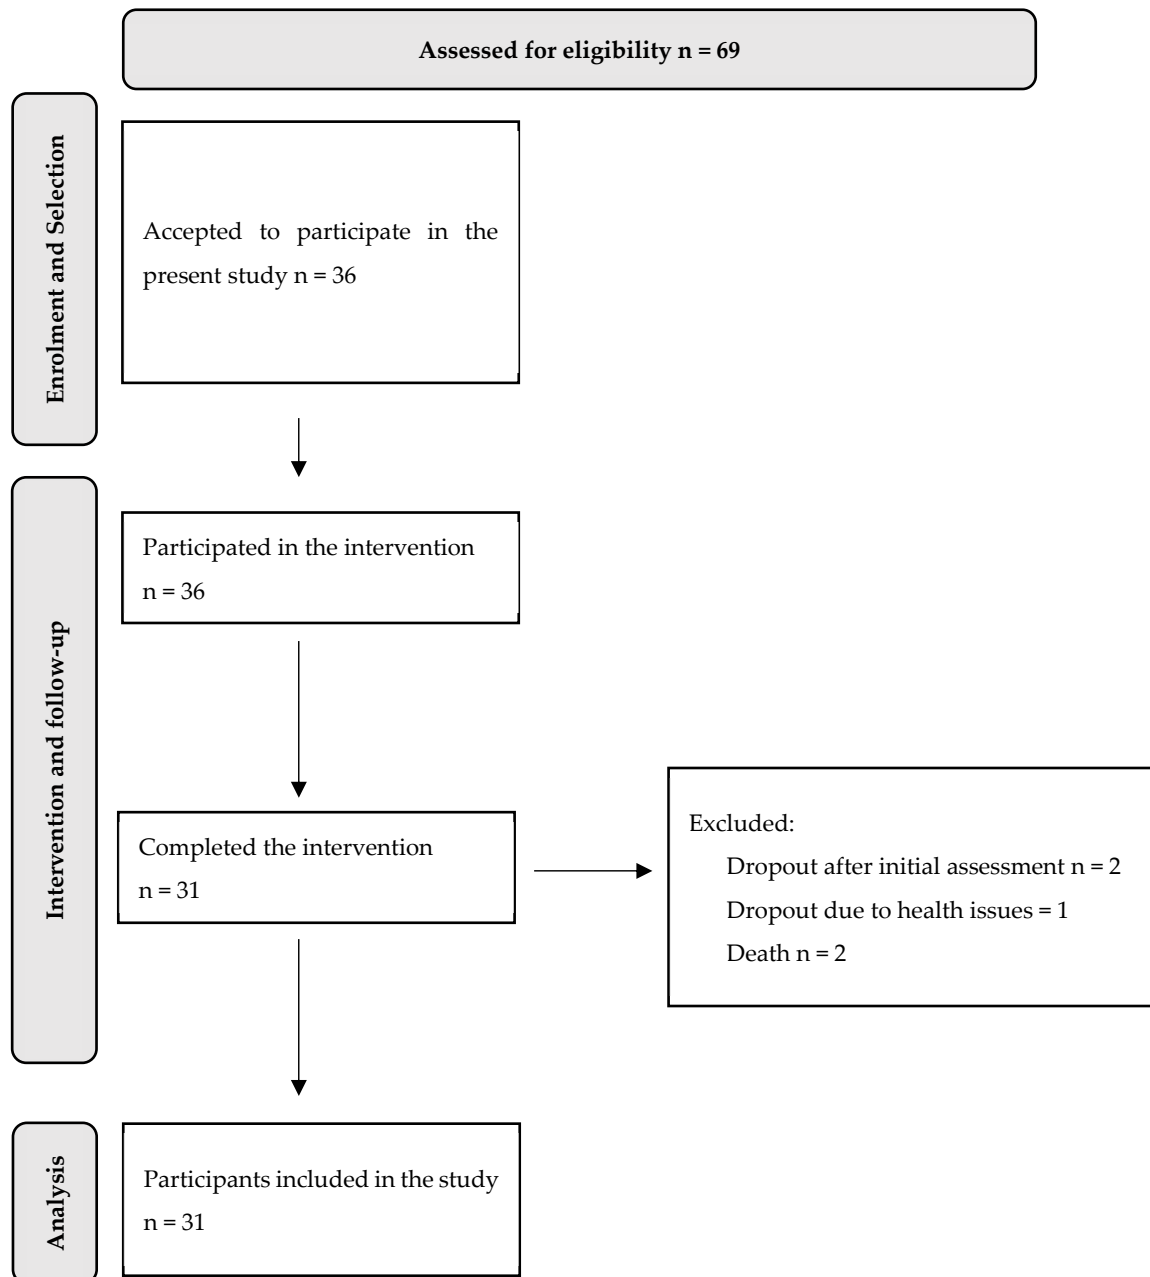 Assessed for eligibility n = 69
Enrolment and Selection
Accepted to participate in the
present study n = 36
Intervention and follow-up
Participated in the intervention
n = 36
Completed the intervention
n = 31
Excluded:
Dropout after initial assessment n = 2
Dropout due to health issues = 1
Death n = 2
Analysis
Participants included in the study
n = 31